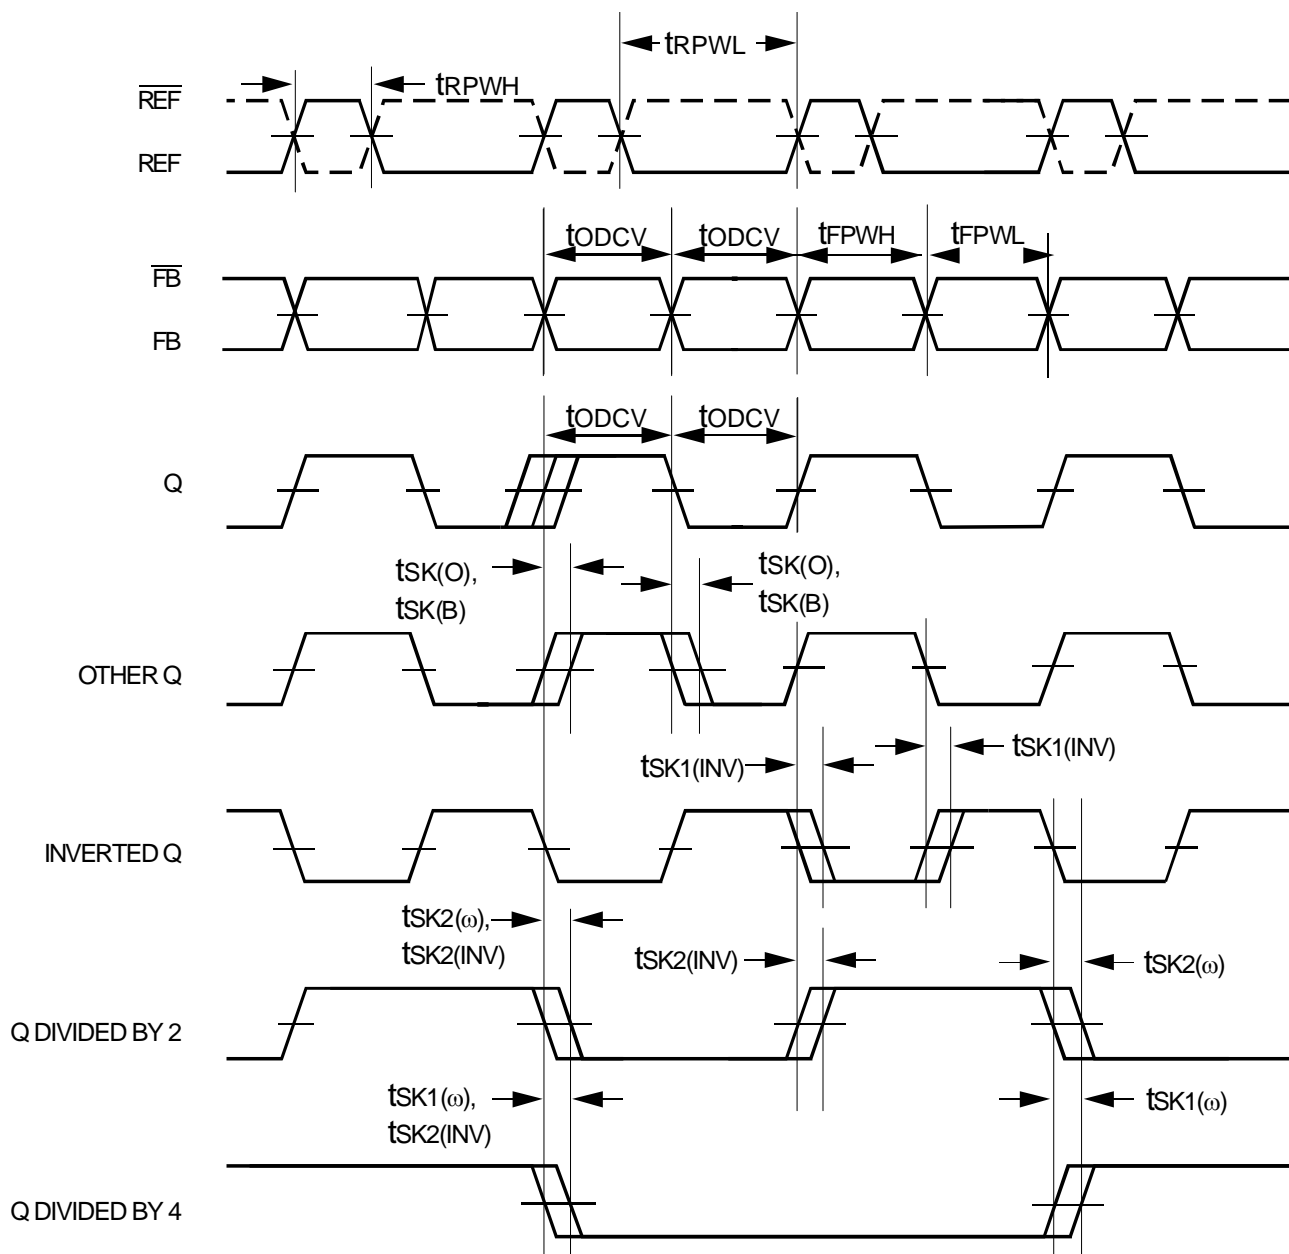 tRPWL
tRPWH
REF
REF
tODCV tODCV tFPWH tFPWL
FB
FB
tODCV tODCV
Q
tSK(O),
tSK(B)
tSK(O),
tSK(B)
OTHER Q
tSK1(INV)
tSK1(INV)
INVERTED Q
tSK2(ω),
tSK2(INV)
tSK2(INV)
tSK2(ω)
Q DIVIDED BY 2
tSK1(ω),
tSK2(INV)
tSK1(ω)
Q DIVIDED BY 4